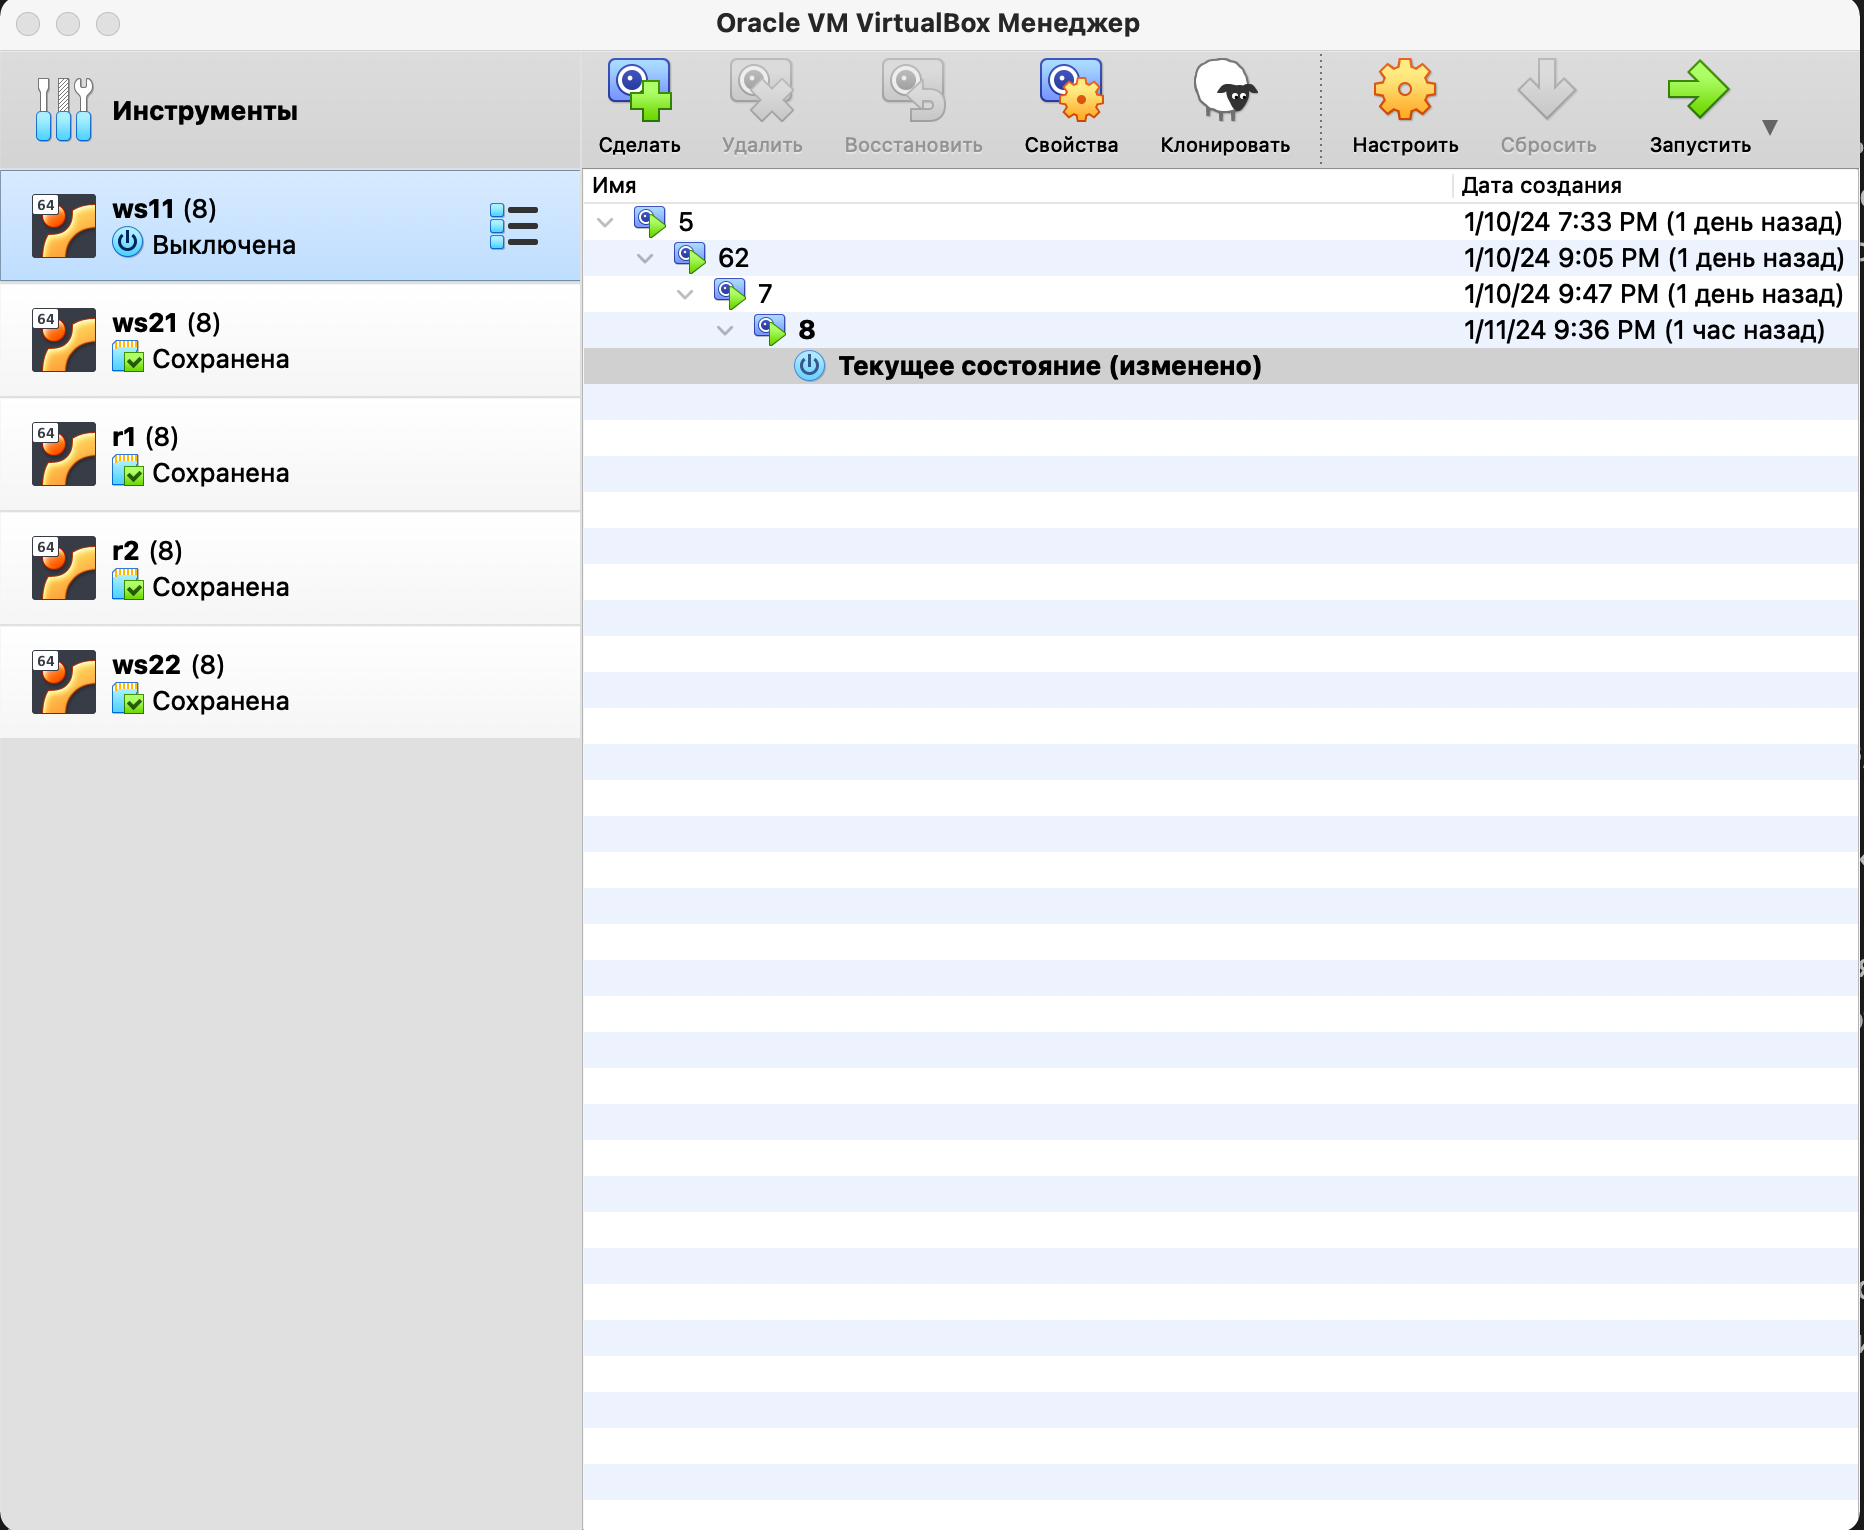 Oracle VM VirtualBox Менеджер
Инструменты
Сделать Удалить Восстановить Свойства Клонировать Настроить Сбросить Запустить
64 ws11 (8)
Выключена
64 ws21 (8)
Сохранена
64 r1 (8)
Сохранена
64 r2 (8)
Сохранена
64 ws22 (8)
Сохранена
Имя Дата создания
5 1/10/24 7:33 PM (1 день назад)
62 1/10/24 9:05 PM (1 день назад)
7 1/10/24 9:47 PM (1 день назад)
8 1/11/24 9:36 PM (1 час назад)
Текущее состояние (изменено)